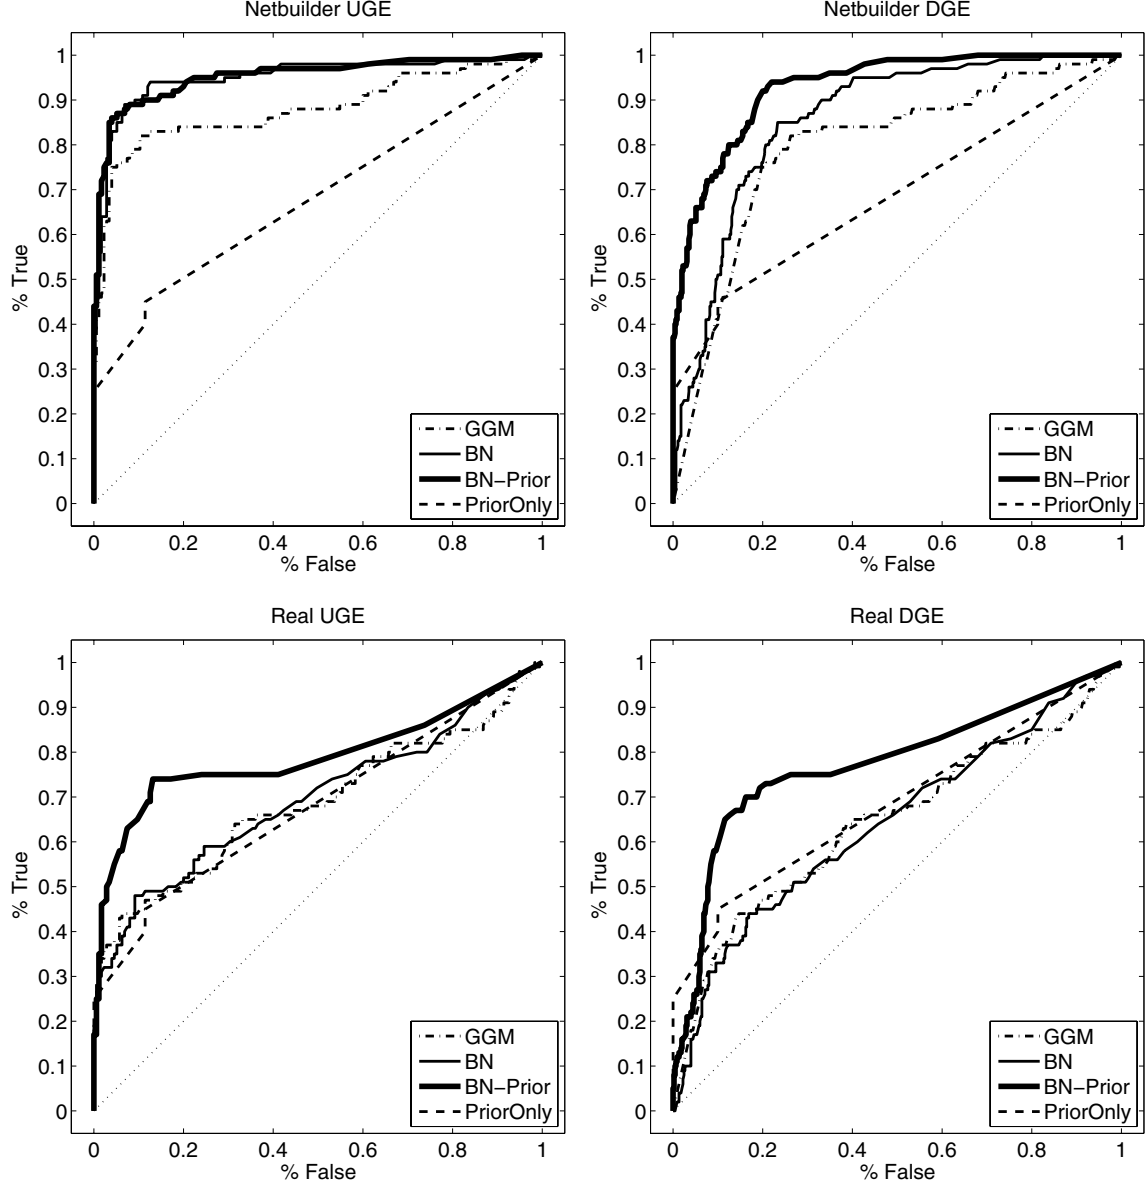 Netbuilder UGE
1
0.9
0.8
0.7
0.6
0.5
0.4
0.3
0.2
0.1
0
% True
GGM
BN
BN−Prior
PriorOnly
0 0.2 0.4 0.6 0.8 1
% False
Netbuilder DGE
1
0.9
0.8
0.7
0.6
0.5
0.4
0.3
0.2
0.1
0
% True
GGM
BN
BN−Prior
PriorOnly
0 0.2 0.4 0.6 0.8 1
% False
Real UGE
1
0.9
0.8
0.7
0.6
0.5
0.4
0.3
0.2
0.1
0
% True
GGM
BN
BN−Prior
PriorOnly
0 0.2 0.4 0.6 0.8 1
% False
Real DGE
1
0.9
0.8
0.7
0.6
0.5
0.4
0.3
0.2
0.1
0
% True
GGM
BN
BN−Prior
PriorOnly
0 0.2 0.4 0.6 0.8 1
% False